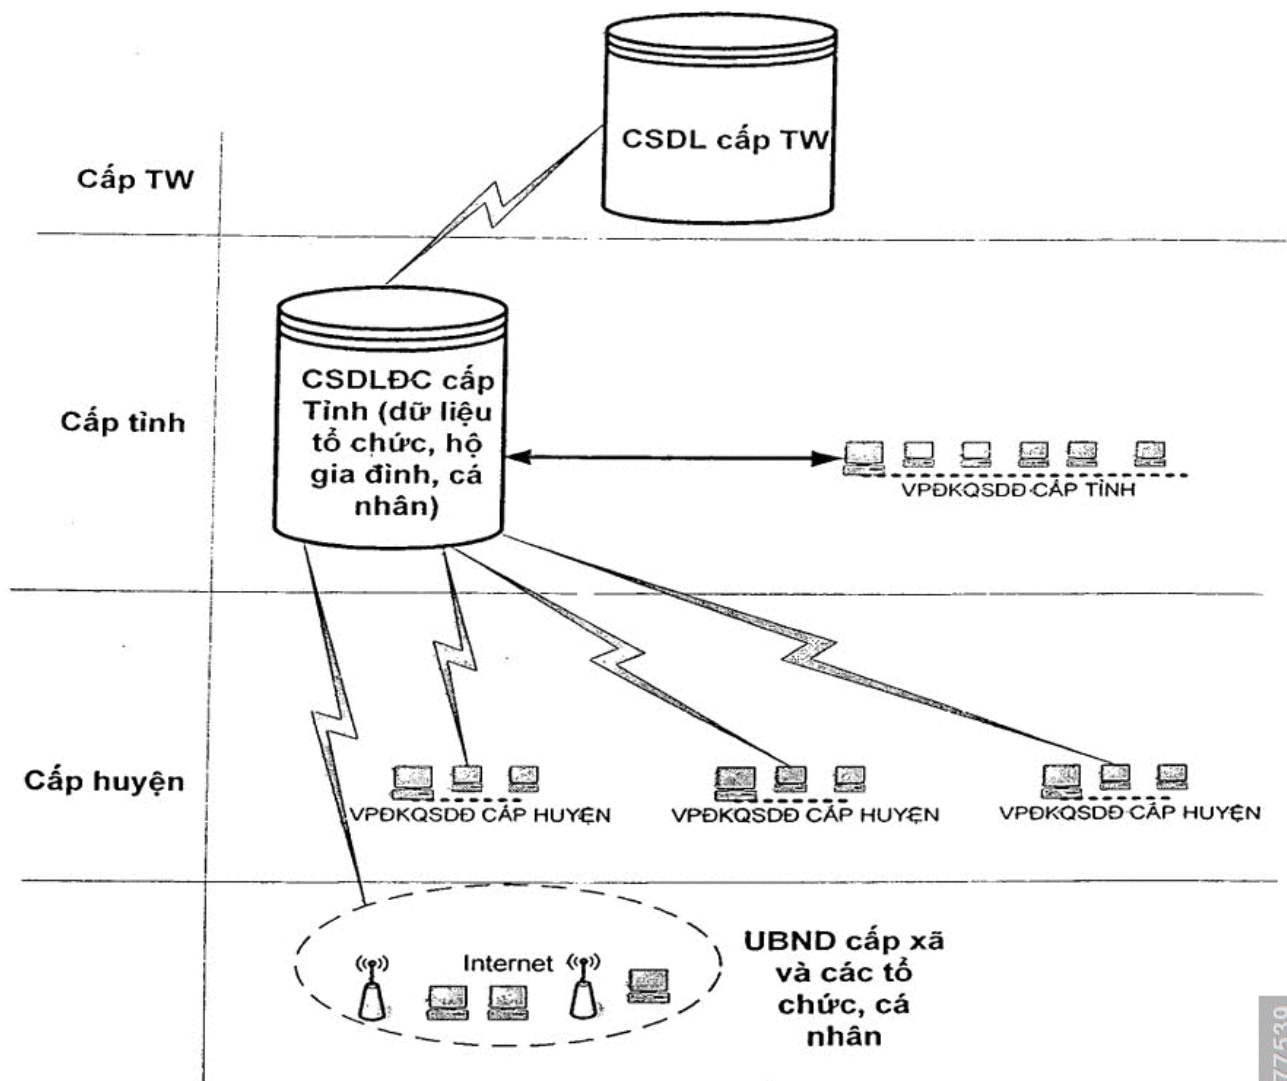 CSDL cấp TW
Cấp TW
CSDLĐC cấp
Tỉnh (dữ liệu
tổ chức, hộ
gia đình, cá
nhân)
Cấp tỉnh
VPĐKQSDĐ CẤP TỈNH
Cấp huyện
VPĐKQSDĐ CẤP HUYỆN
VPĐKQSDĐ CẤP HUYỆN
VPĐKQSDĐ CẤP HUYỆN
Internet
UBND cấp xã
và các tổ
chức, cá
nhân
77539